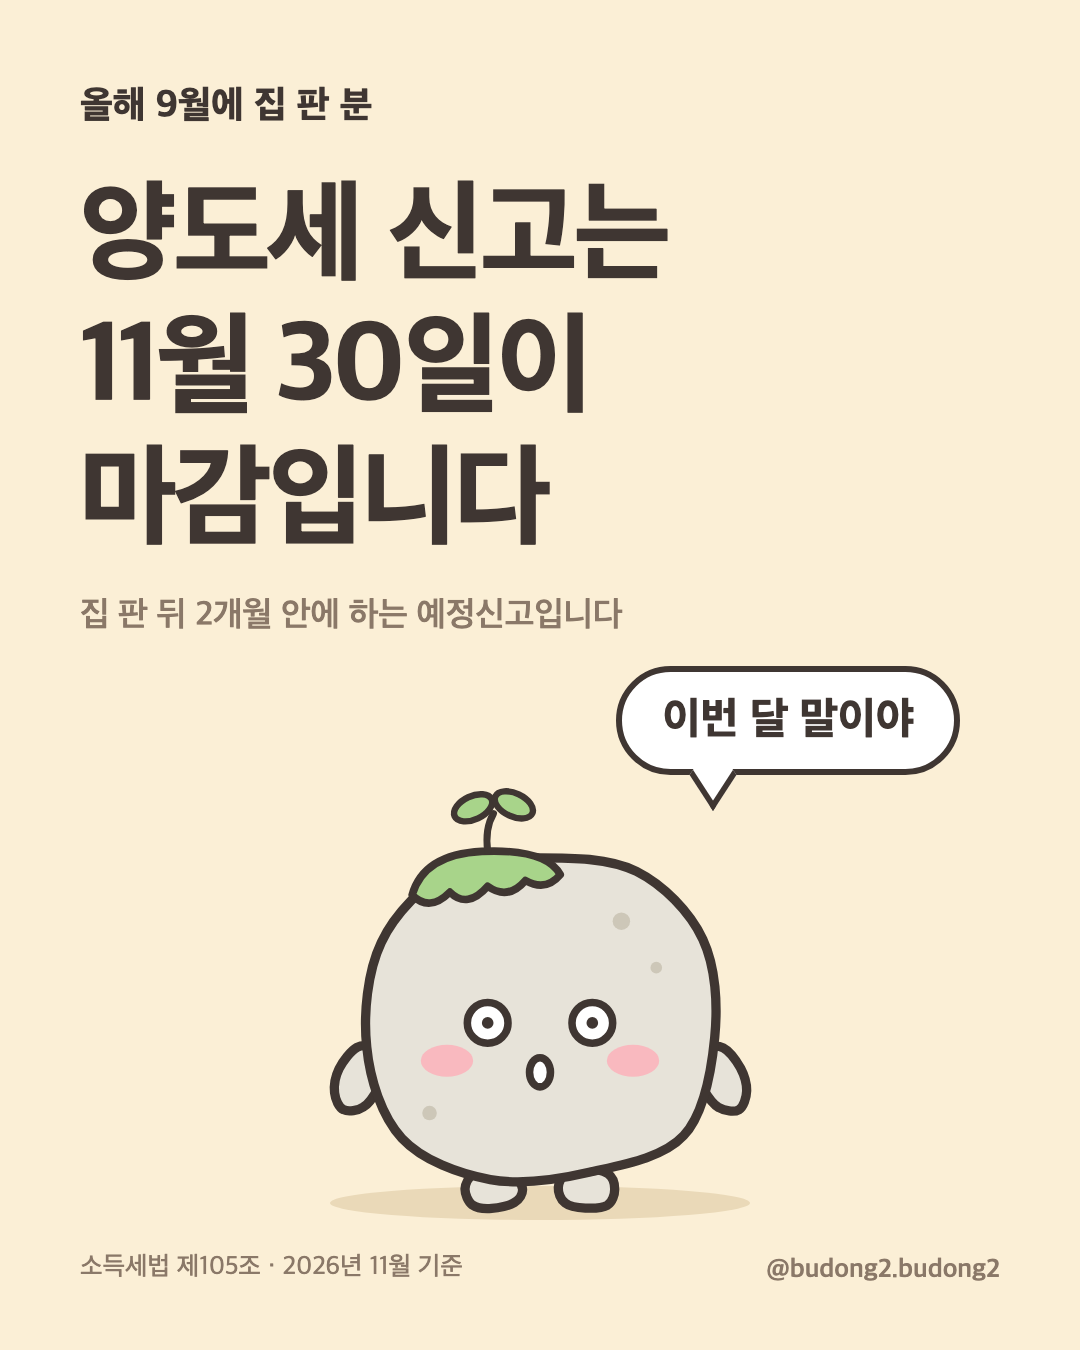 올해 9월에 집 판 분
양도세 신고는
11월 30일이
마감입니다
집 판 뒤 2개월 안에 하는 예정신고입니다
이번 달 말이야
소득세법 제105조 · 2026년 11월 기준
@budong2.budong2